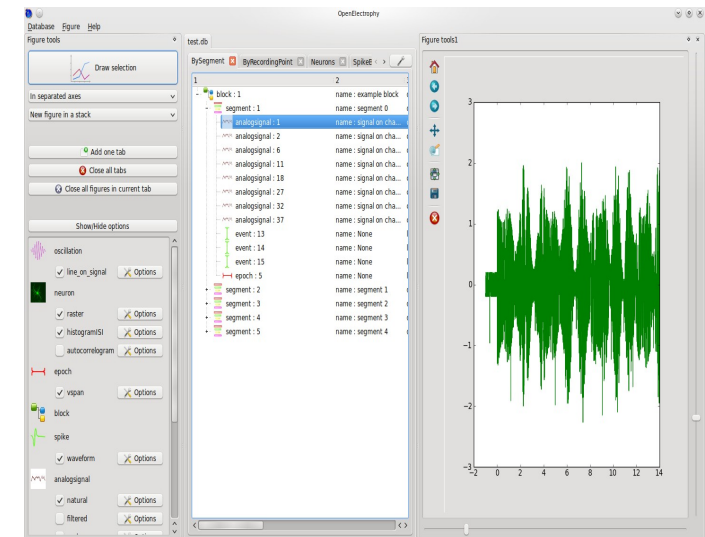 OpenElectrophy
Database Figure Help
Figure tools
Draw selection
In separated axes
New figure in a stack
Add one tab
Close all tabs
Close all figures in current tab
Show/Hide options
oscillation
line_on_signal Options
neuron
raster Options
histogramISI Options
autocorrelogram Options
epoch
vspan Options
block
spike
waveform Options
analogsignal
natural Options
filtered Options
test.db
BySegment ByRecordingPoint Neurons SpikeE
1 2
block : 1 name : example block
segment : 1 name : segment 0
analogsignal : 1 name : signal on cha...
analogsignal : 2 name : signal on cha...
analogsignal : 6 name : signal on cha...
analogsignal : 11 name : signal on cha...
analogsignal : 18 name : signal on cha...
analogsignal : 27 name : signal on cha...
analogsignal : 32 name : signal on cha...
analogsignal : 37 name : signal on cha...
event : 13 name : None
event : 14 name : None
event : 15 name : None
epoch : 5 name : None
segment : 2 name : segment 1
segment : 3 name : segment 2
segment : 4 name : segment 3
segment : 5 name : segment 4
Figure tools1
3
2
1
0
−1
−2
−3
−2 0 2 4 6 8 10 12 14